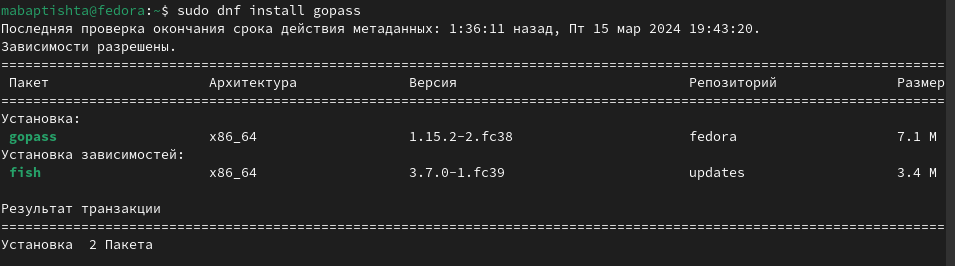 mabaptishta@fedora:~$ sudo dnf install gopass
Последняя проверка окончания срока действия метаданных: 1:36:11 назад, Пт 15 мар 2024 19:43:20.
Зависимости разрешены.
================================================================================
Пакет Архитектура Версия Репозиторий Размер
================================================================================
Установка:
gopass x86_64 1.15.2-2.fc38 fedora 7.1 M
Установка зависимостей:
fish x86_64 3.7.0-1.fc39 updates 3.4 M
Результат транзакции
================================================================================
Установка 2 Пакета